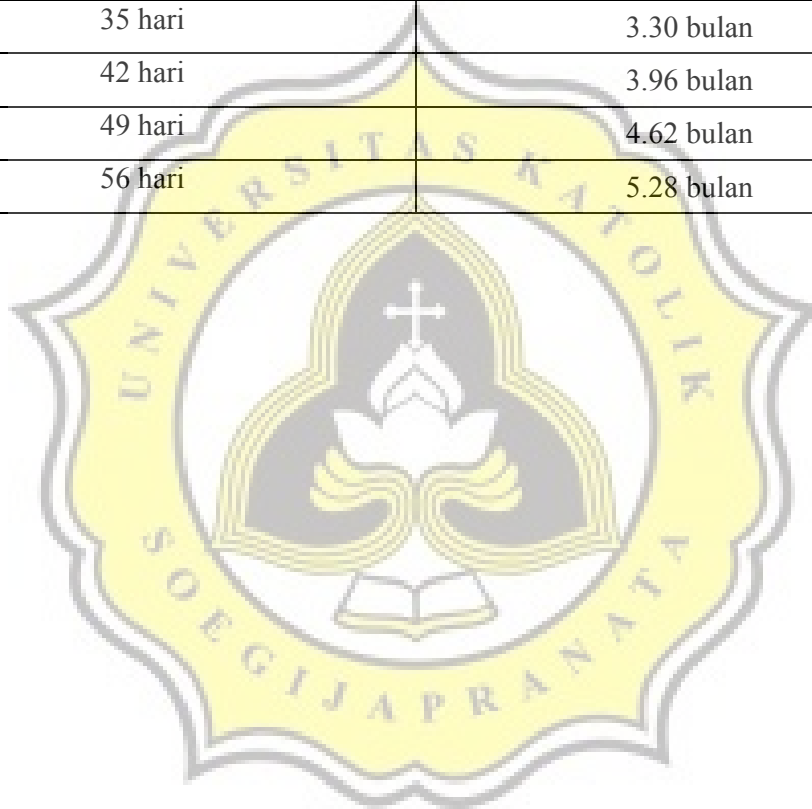 35 hari 3.30 bulan
42 hari 3.96 bulan
49 hari 4.62 bulan
56 hari 5.28 bulan
UNIVERSITAS KATOLIK
SOEGIJAPRANATA